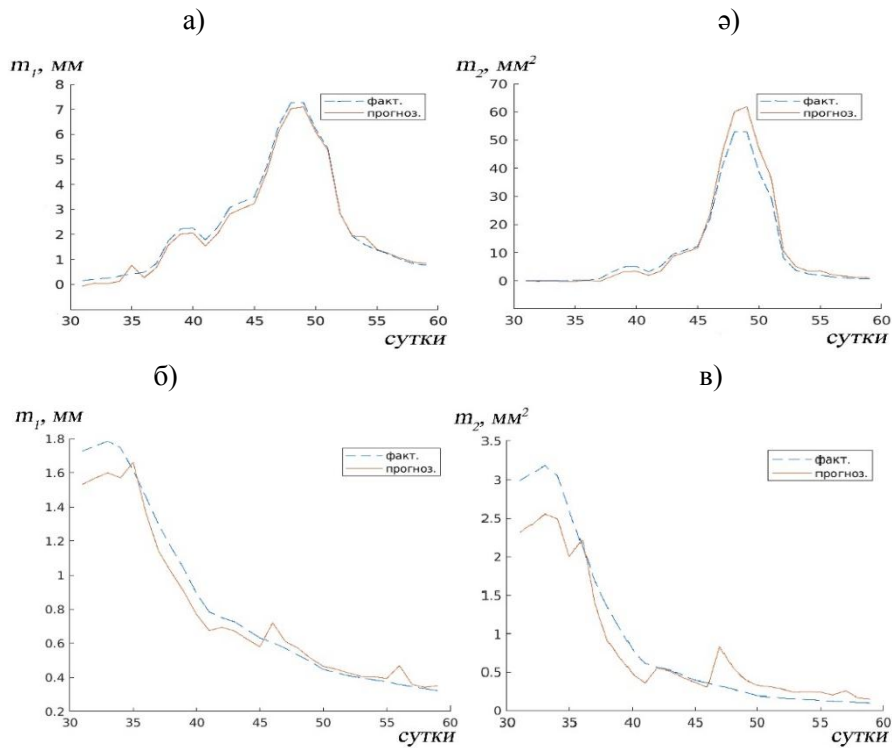 а) ә)
m₁, мм m₂, мм²
8 70
7 60
6 50
5 40
4 30
3 20
2 10
1 0
0
факт.
прогноз.
факт.
прогноз.
30 35 40 45 50 55 60 30 35 40 45 50 55 60
сутки сутки
б) в)
m₁, мм m₂, мм²
1.8 3.5
1.6 3
1.4 2.5
1.2 2
1 1.5
0.8 1
0.6 0.5
0.4 0
0.2
факт.
прогноз.
факт.
прогноз.
30 35 40 45 50 55 60 30 35 40 45 50 55 60
сутки сутки